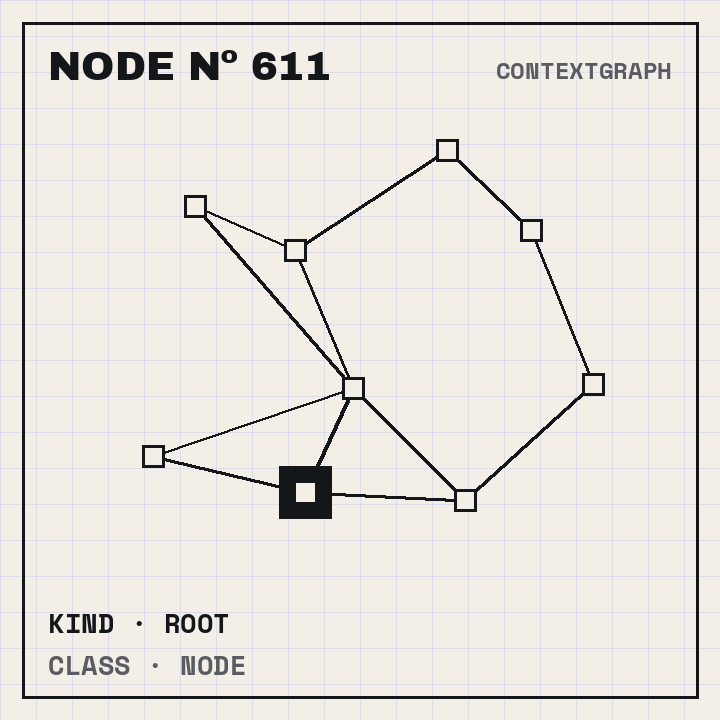 NODE Nº 611
CONTEXTGRAPH
KIND · ROOT
CLASS · NODE